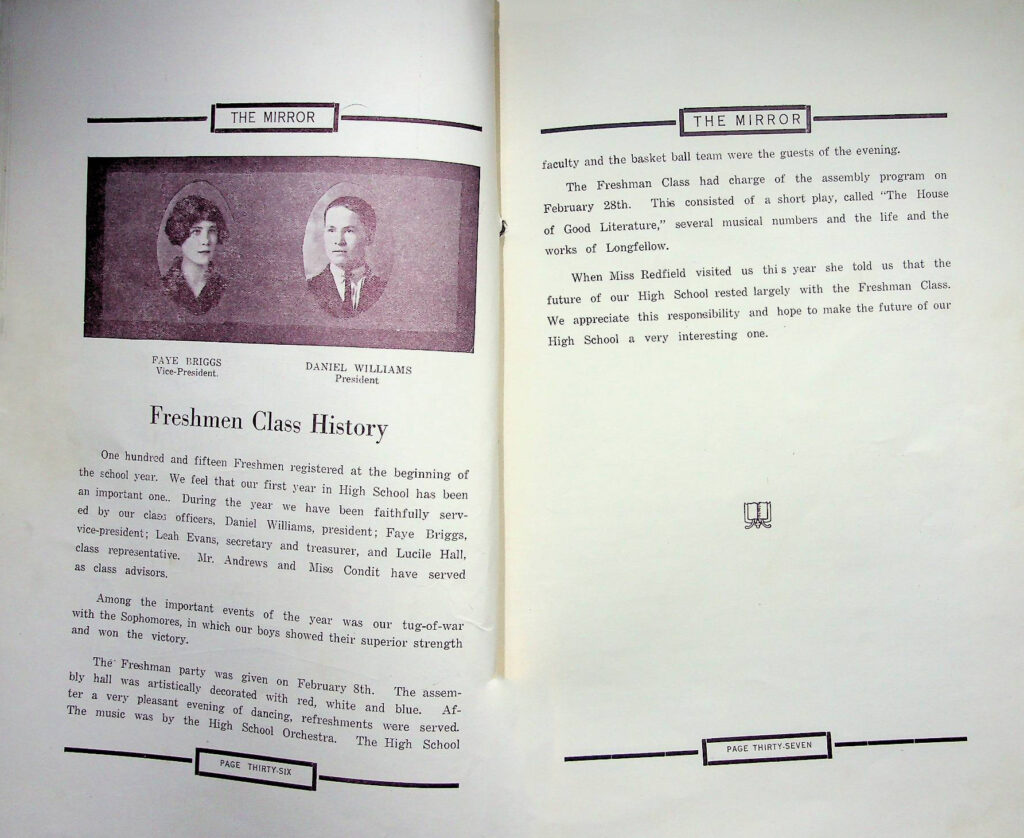 THE MIRROR
FAYE BRIGGS
Vice-President.
DANIEL WILLIAMS
President
Freshmen Class History
One hundred and fifteen Freshmen registered at the beginning of
the school year. We feel that our first year in High School has been
an important one.. During the year we have been faithfully serv-
ed by our class officers, Daniel Williams, president; Faye Briggs,
vice-president; Leah Evans, secretary and treasurer, and Lucile Hall,
class representative. Mr. Andrews and Miss Condit have served
as class advisors.
Among the important events of the year was our tug-of-war
with the Sophomores, in which our boys showed their superior strength
and won the victory.
The Freshman party was given on February 8th. The assem-
bly hall was artistically decorated with red, white and blue. Af-
ter a very pleasant evening of dancing, refreshments were served.
The music was by the High School Orchestra. The High School
PAGE THIRTY-SIX
THE MIRROR
faculty and the basket ball team were the guests of the evening.
The Freshman Class had charge of the assembly program on
February 28th. This consisted of a short play, called "The House
of Good Literature," several musical numbers and the life and the
works of Longfellow.
When Miss Redfield visited us this year she told us that the
future of our High School rested largely with the Freshman Class.
We appreciate this responsibility and hope to make the future of our
High School a very interesting one.
PAGE THIRTY-SEVEN